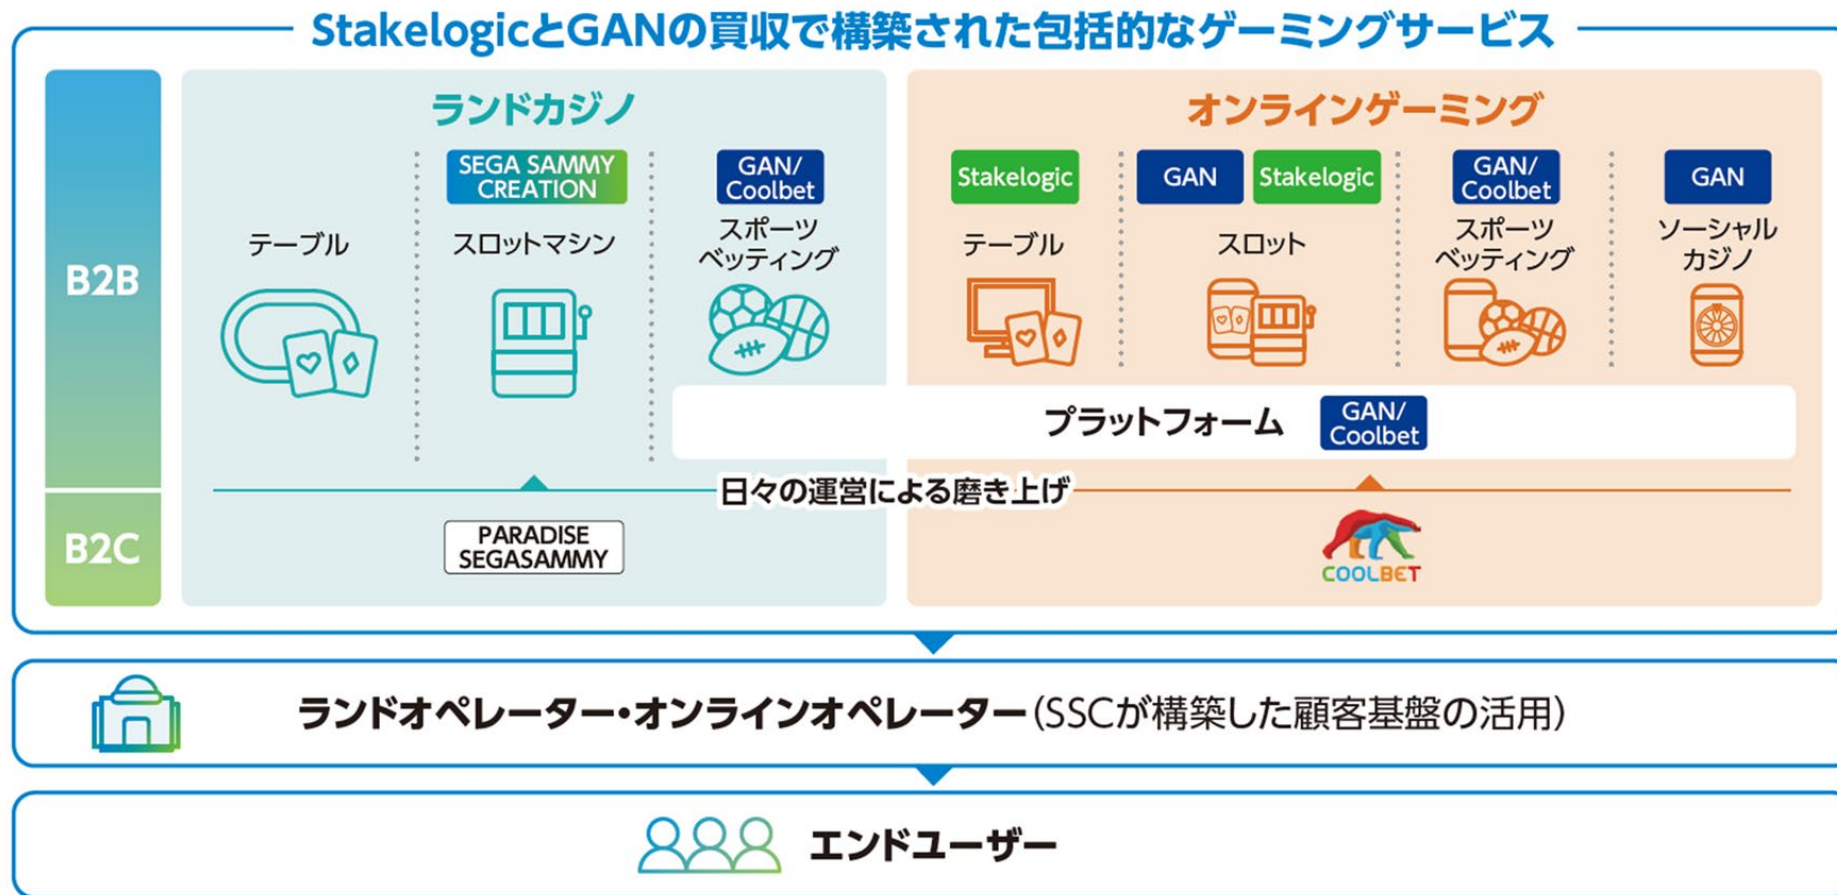 StakelogicとGANの買収で構築された包括的なゲーミングサービス
B2B
ランドカジノ
テーブル
SEGA SAMMY
CREATION
スロットマシン
GAN/
Coolbet
スポーツ
ベッティング
オンラインゲーミング
Stakelogic
テーブル
GAN
Stakelogic
スロット
GAN/
Coolbet
スポーツ
ベッティング
GAN
ソーシャル
カジノ
プラットフォーム
GAN/
Coolbet
日々の運営による磨き上げ
B2C
PARADISE
SEGASAMMY
COOLBET
ランドオペレーター・オンラインオペレーター(SSCが構築した顧客基盤の活用)
エンドユーザー